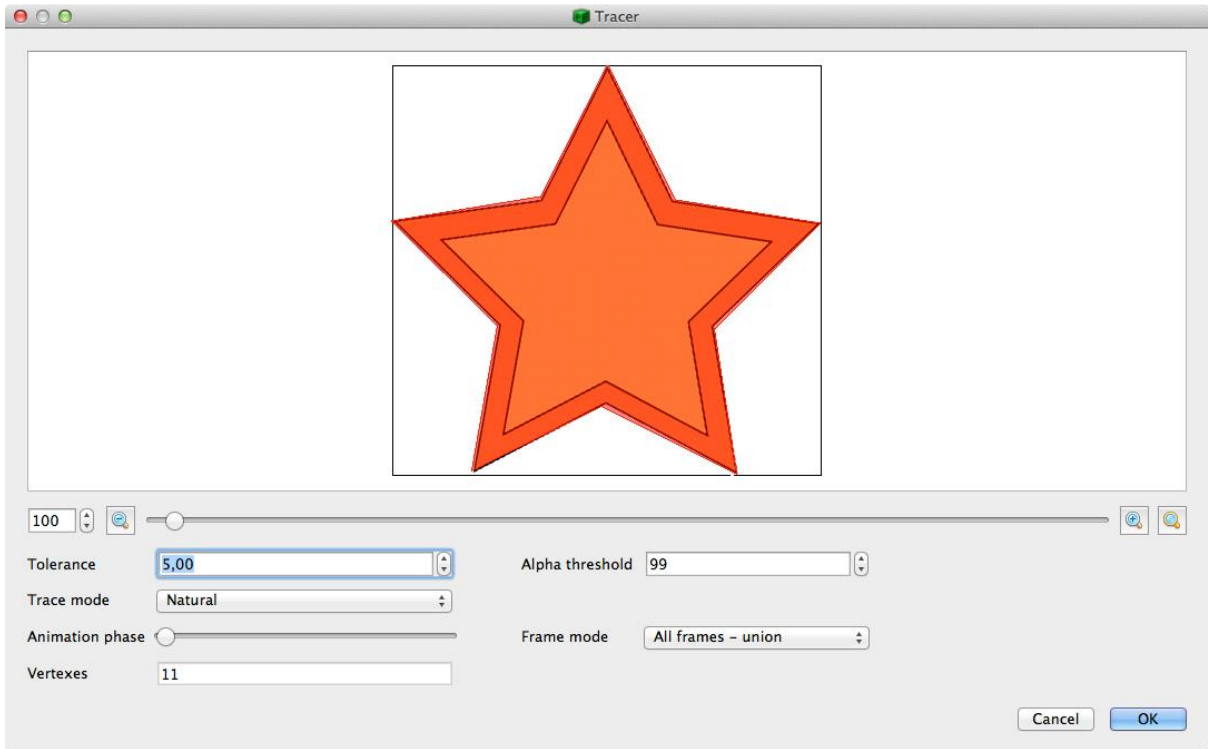 Tracer
100
Tolerance 5,00 Alpha threshold 99
Trace mode Natural
Animation phase Frame mode All frames – union
Vertexes 11
Cancel OK